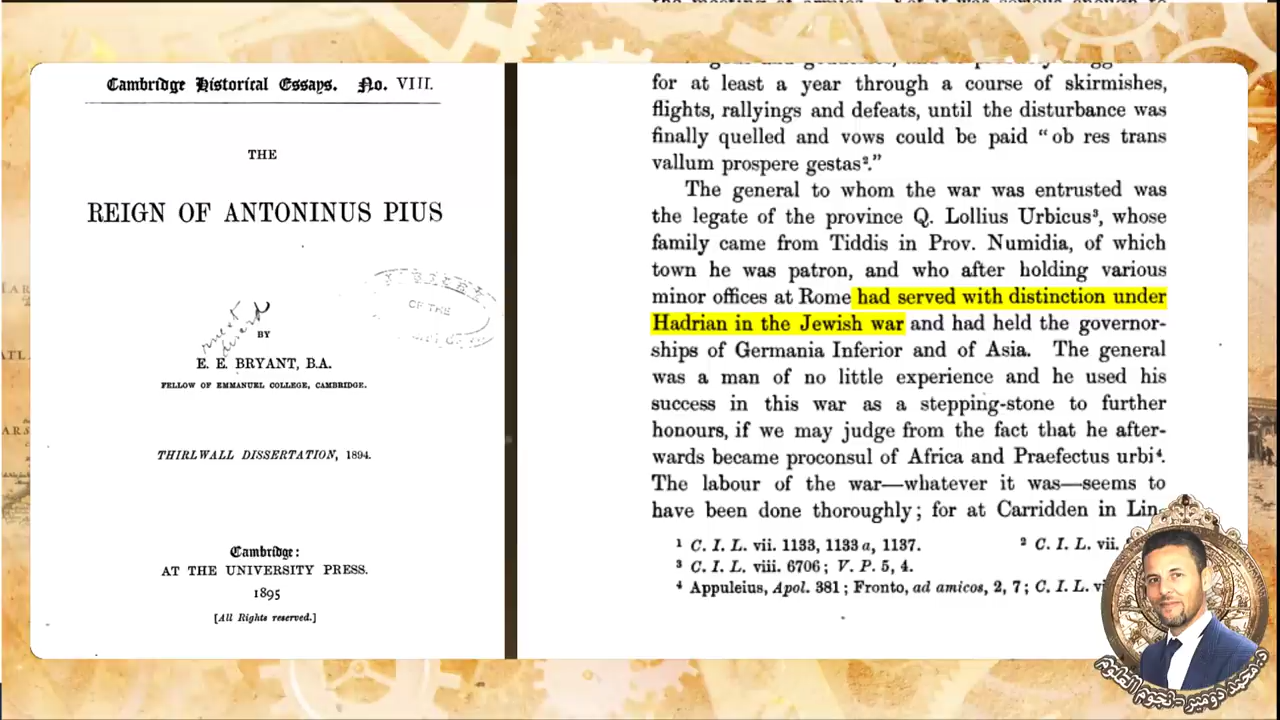 Cambridge Historical Essays. No. VIII.
THE
REIGN OF ANTONINUS PIUS
BY
E. E. BRYANT, B.A.
FELLOW OF EMMANUEL COLLEGE, CAMBRIDGE.
THIRLWALL DISSERTATION, 1894.
Cambridge:
AT THE UNIVERSITY PRESS.
1895
[All Rights reserved.]
OF THE
for at least a year through a course of skirmishes,
flights, rallyings and defeats, until the disturbance was
finally quelled and vows could be paid “ob res trans
vallum prospere gestas².”
The general to whom the war was entrusted was
the legate of the province Q. Lollius Urbicus³, whose
family came from Tiddis in Prov. Numidia, of which
town he was patron, and who after holding various
minor offices at Rome had served with distinction under
Hadrian in the Jewish war and had held the governor-
ships of Germania Inferior and of Asia. The general
was a man of no little experience and he used his
success in this war as a stepping-stone to further
honours, if we may judge from the fact that he after-
wards became proconsul of Africa and Praefectus urbi⁴.
The labour of the war—whatever it was—seems to
have been done thoroughly; for at Carridden in Lin-
¹ C. I. L. vii. 1133, 1133 a, 1137.
² C. I. L. vii.
³ C. I. L. viii. 6706; V. P. 5, 4.
⁴ Appuleius, Apol. 381; Fronto, ad amicos, 2, 7; C. I. L. v
د. محمد دومير - نجوم العلوم